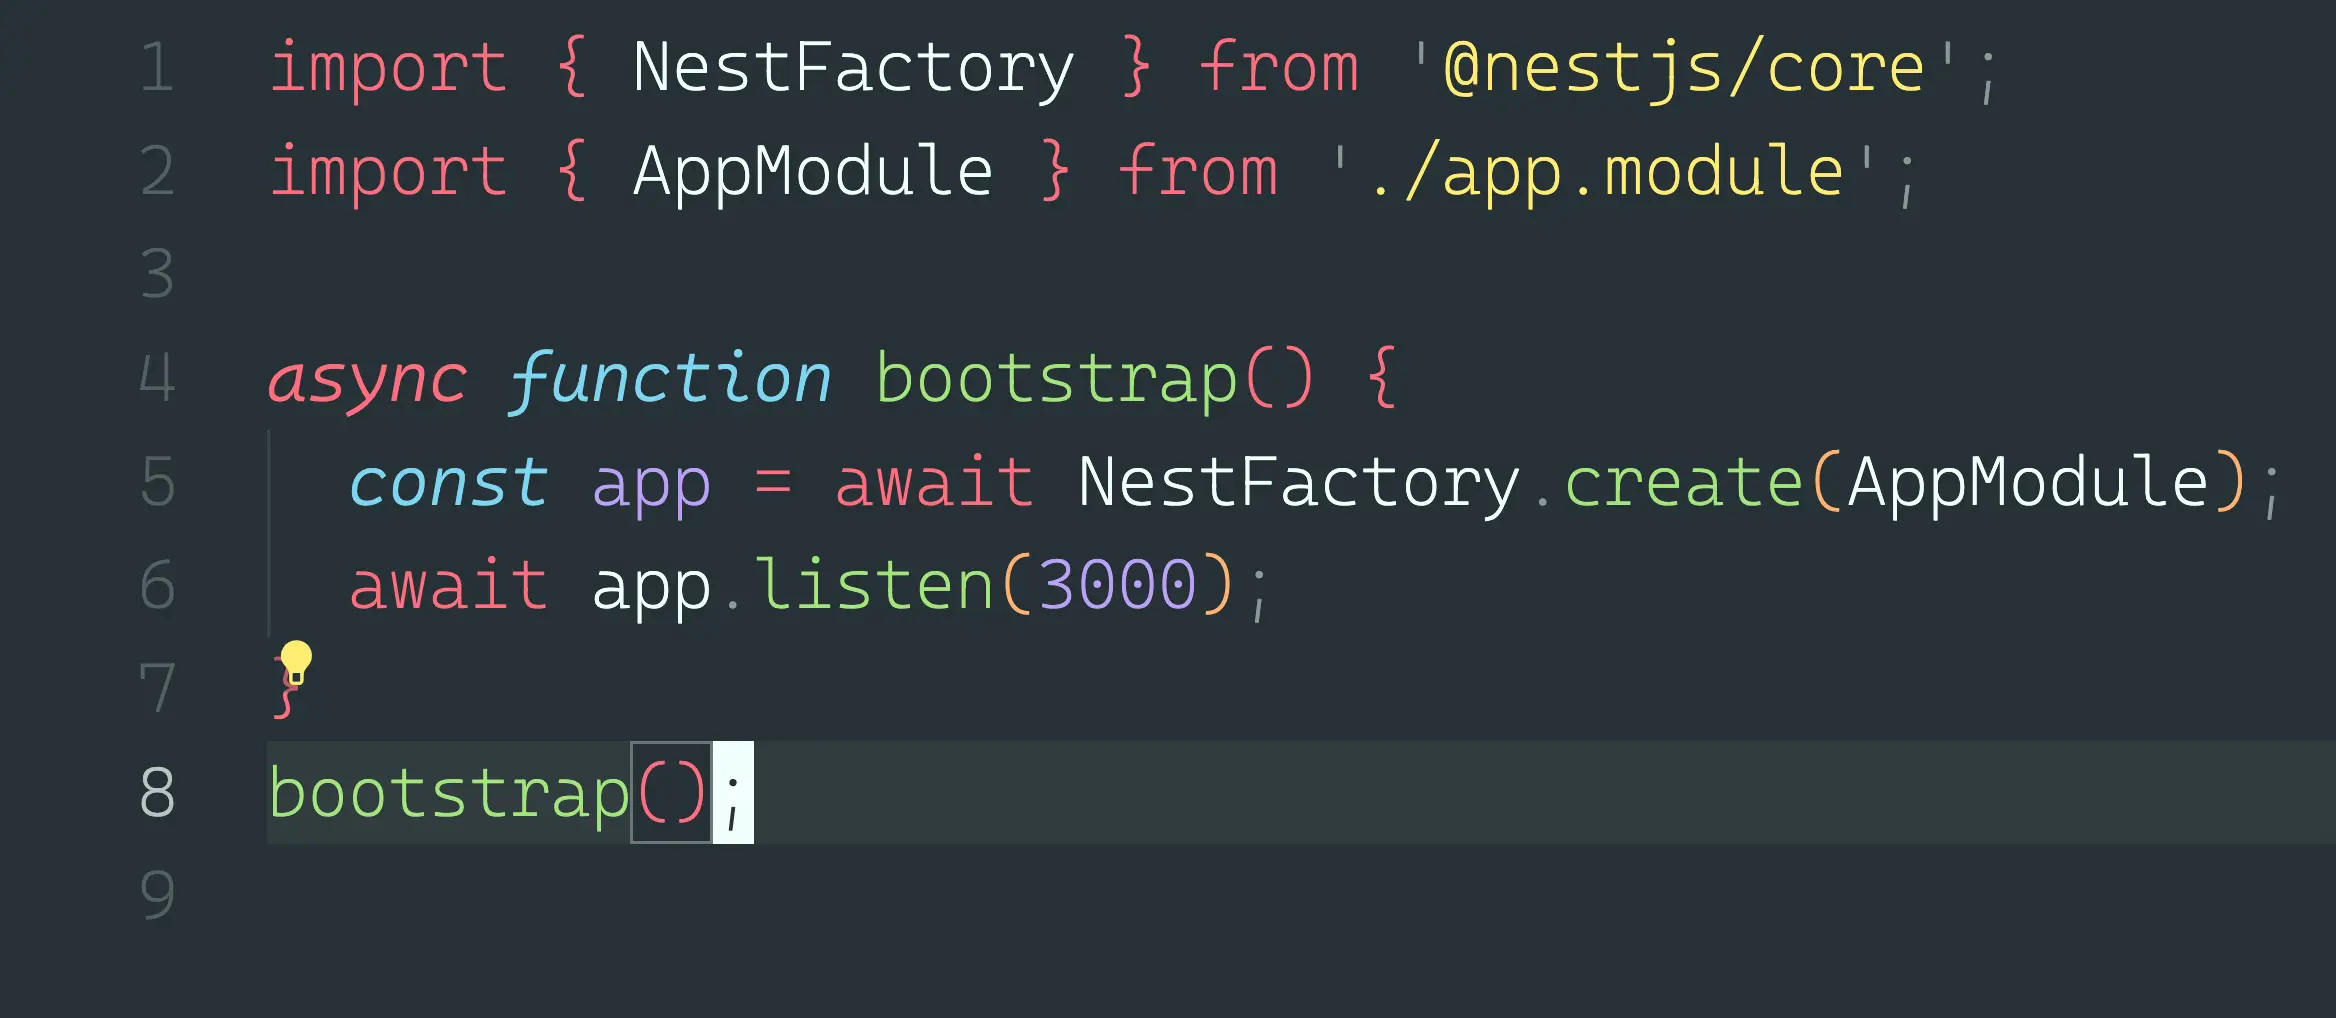 1 import { NestFactory } from '@nestjs/core';
2 import { AppModule } from './app.module';
3
4 async function bootstrap() {
5   const app = await NestFactory.create(AppModule);
6   await app.listen(3000);
7 }
8 bootstrap();
9